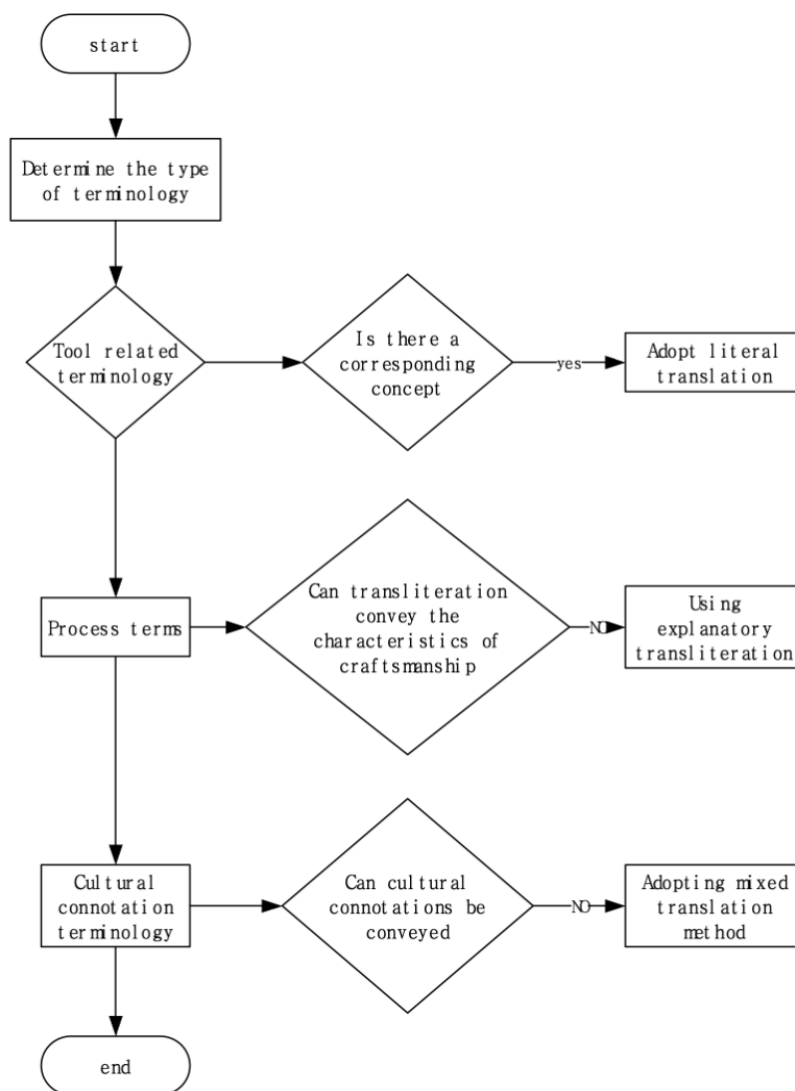 start
Determine the type
of terminology
Tool related
terminology
Is there a
corresponding
concept
yes
Adopt literal
translation
Process terms
Can transliteration
convey the
characteristics of
craftsmanship
NO
Using
explanatory
transliteration
Cultural
connotation
terminology
Can cultural
connotations be
conveyed
NO
Adopting mixed
translation
method
end